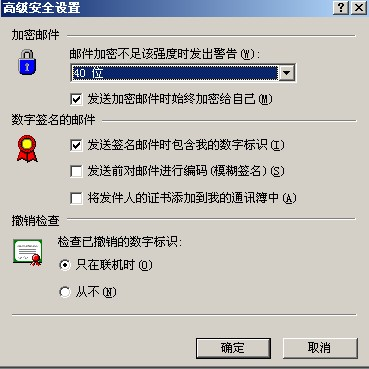 高级安全设置
加密邮件
邮件加密不足该强度时发出警告(W):
40 位
发送加密邮件时始终加密给自己(M)
数字签名的邮件
发送签名邮件时包含我的数字标识(I)
发送前对邮件进行编码(模糊签名)(S)
将发件人的证书添加到我的通讯簿中(A)
撤销检查
检查已撤销的数字标识:
只在联机时(O)
从不(N)
确定 取消